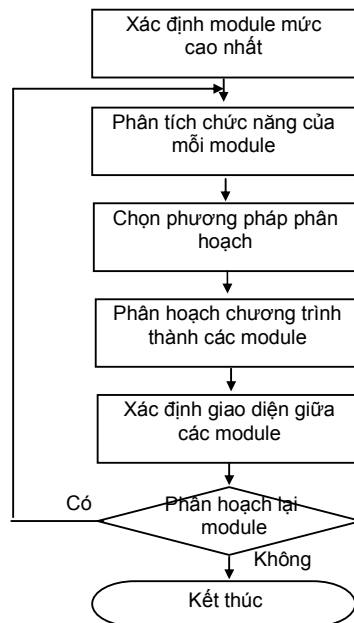 Xác định module mức
cao nhất
Phân tích chức năng của
mỗi module
Chọn phương pháp phân
hoạch
Phân hoạch chương trình
thành các module
Xác định giao diện giữa
các module
Có
Phân hoạch lại
module
Không
Kết thúc